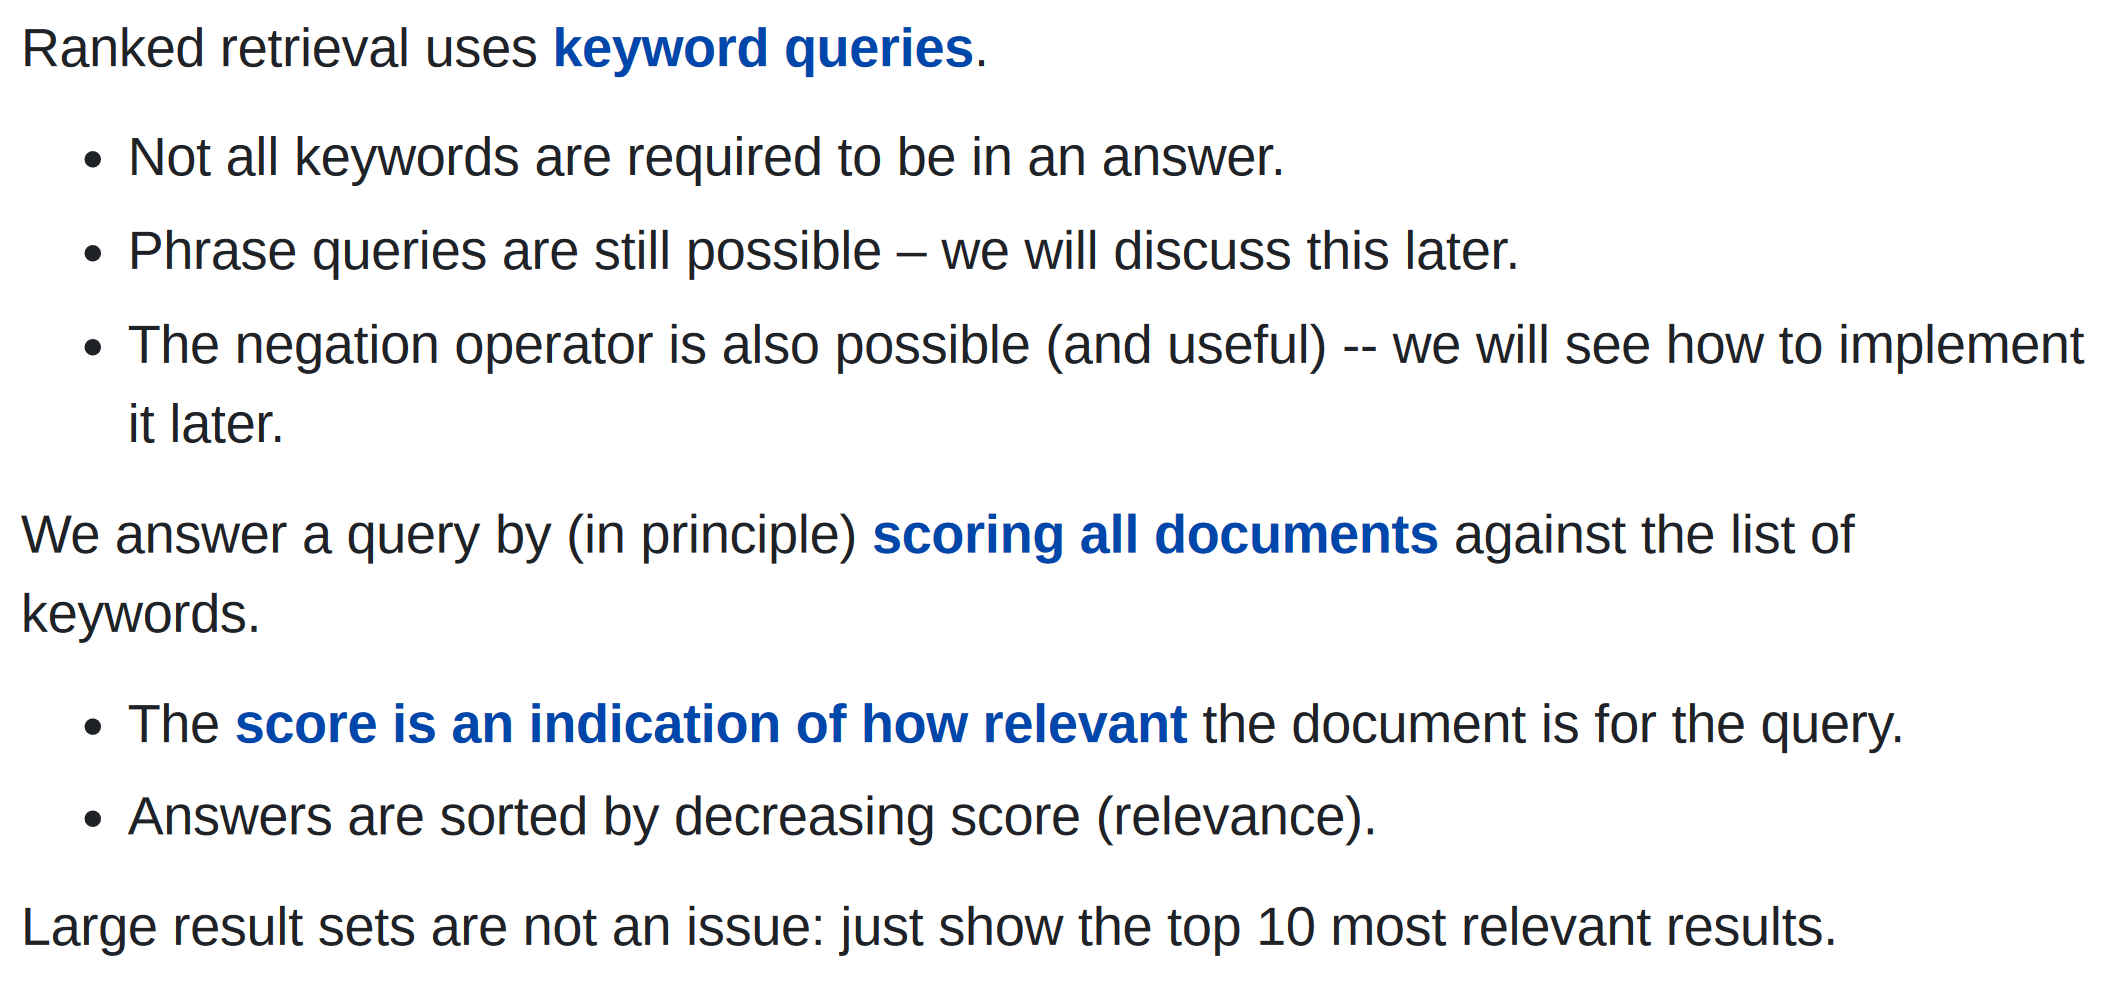 Ranked retrieval uses keyword queries.
• Not all keywords are required to be in an answer.
• Phrase queries are still possible – we will discuss this later.
• The negation operator is also possible (and useful) -- we will see how to implement
it later.
We answer a query by (in principle) scoring all documents against the list of
keywords.
• The score is an indication of how relevant the document is for the query.
• Answers are sorted by decreasing score (relevance).
Large result sets are not an issue: just show the top 10 most relevant results.